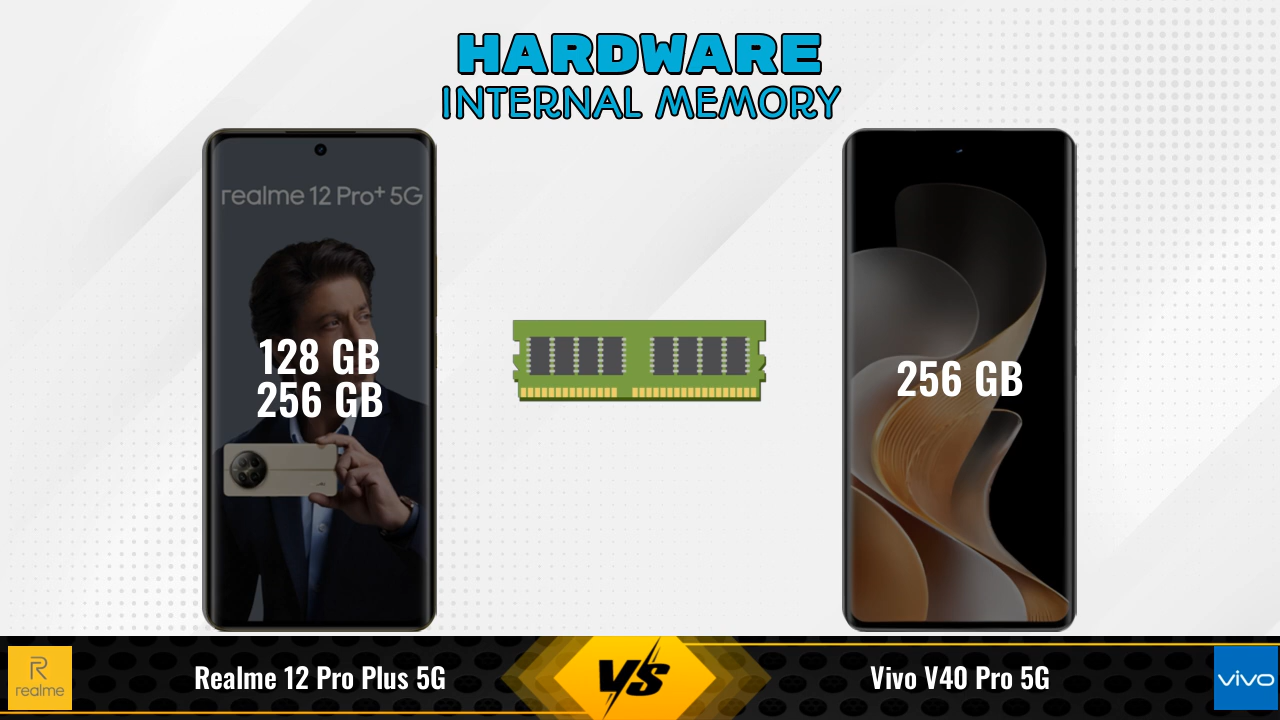 HARDWARE
INTERNAL MEMORY
realme 12 Pro+ 5G
128 GB
256 GB
256 GB
realme
Realme 12 Pro Plus 5G
VS
Vivo V40 Pro 5G
vivo